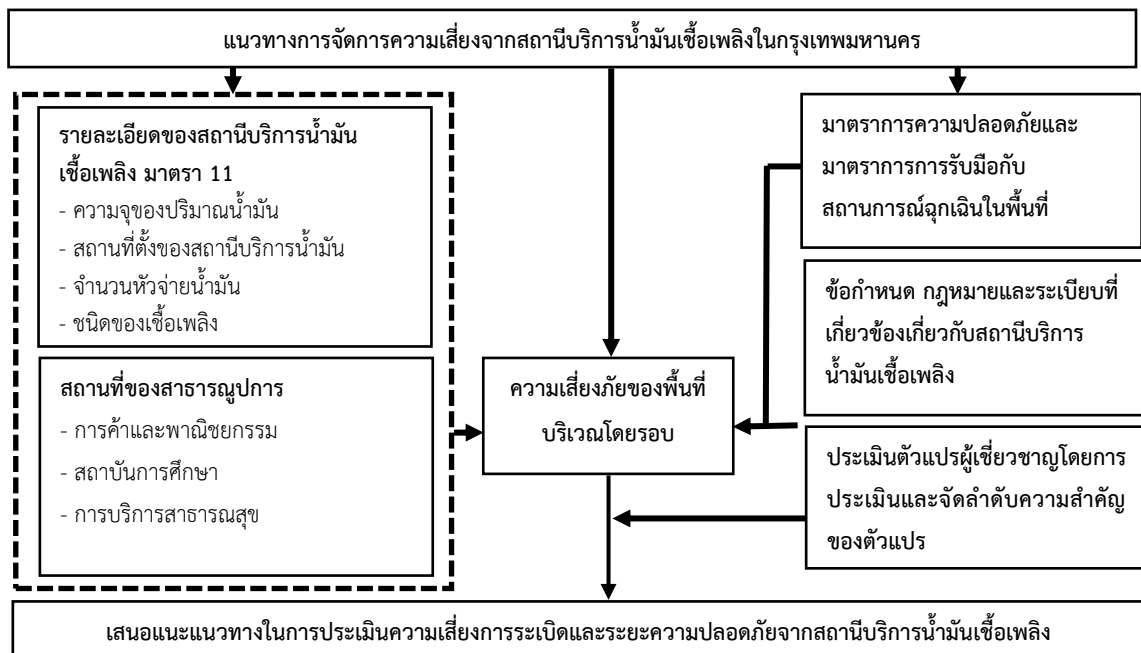 แนวทางการจัดการความเสี่ยงจากสถานีบริการน้ำมันเชื้อเพลิงในกรุงเทพมหานคร
รายละเอียดของสถานีบริการน้ำมัน
เชื้อเพลิง มาตรา 11
- ความจุของปริมาณน้ำมัน
- สถานที่ตั้งของสถานีบริการน้ำมัน
- จำนวนหัวจ่ายน้ำมัน
- ชนิดของเชื้อเพลิง
สถานที่ของสาธารณูปการ
- การค้าและพาณิชยกรรม
- สถาบันการศึกษา
- การบริการสาธารณสุข
ความเสี่ยงภัยของพื้นที่
บริเวณโดยรอบ
มาตราการความปลอดภัยและ
มาตราการการรับมือกับ
สถานการณ์ฉุกเฉินในพื้นที่
ข้อกำหนด กฎหมายและระเบียบที่
เกี่ยวข้องเกี่ยวกับสถานีบริการ
น้ำมันเชื้อเพลิง
ประเมินตัวแปรผู้เชี่ยวชาญโดยการ
ประเมินและจัดลำดับความสำคัญ
ของตัวแปร
เสนอแนะแนวทางในการประเมินความเสี่ยงการระเบิดและระยะความปลอดภัยจากสถานีบริการน้ำมันเชื้อเพลิง